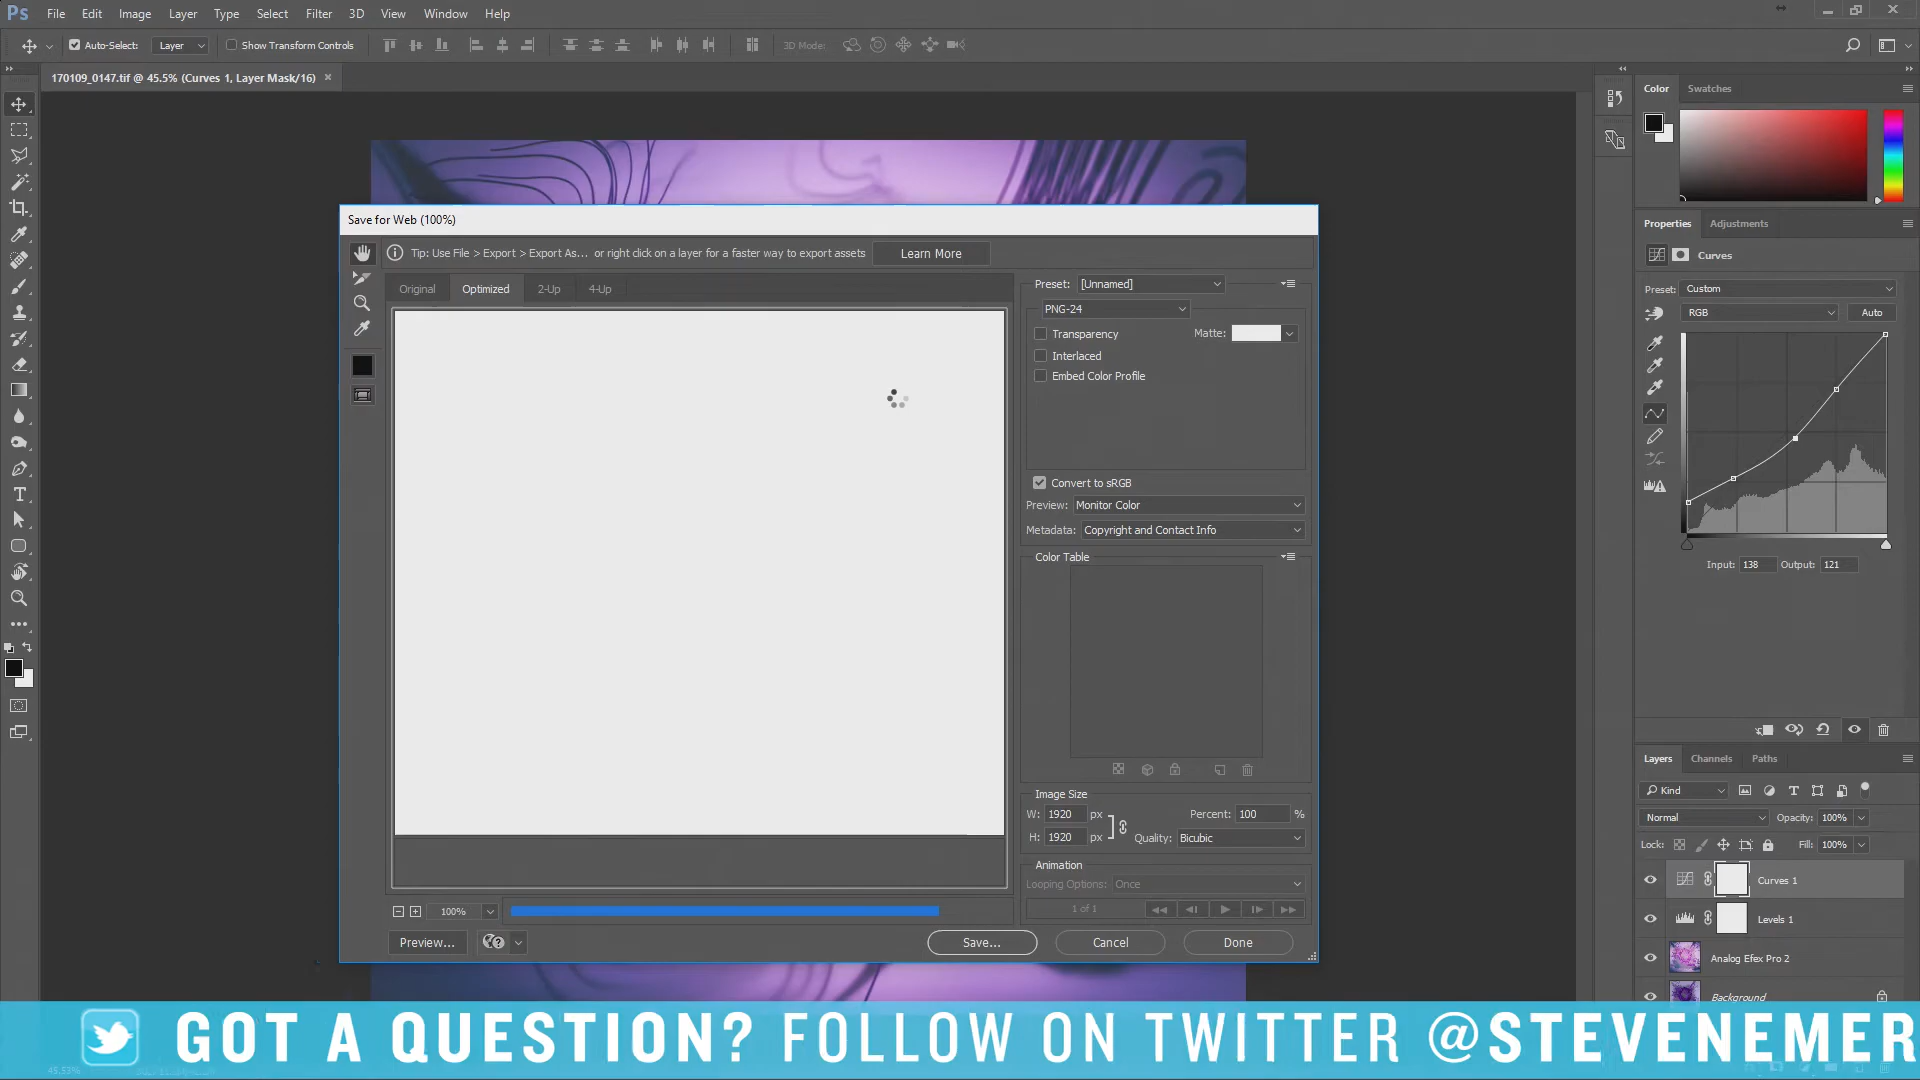 Ps File Edit Image Layer Type Select Filter 3D View Window Help
Auto-Select: Layer Show Transform Controls 3D Mode:
170109_0147.tif @ 45.5% (Curves 1, Layer Mask/16) ×
Color Swatches
Save for Web (100%)
Tip: Use File > Export > Export As... or right click on a layer for a faster way to export assets Learn More
Original Optimized 2-Up 4-Up
Preset: [Unnamed]
PNG-24
Transparency Matte:
Interlaced
Embed Color Profile
Convert to sRGB
Preview: Monitor Color
Metadata: Copyright and Contact Info
Color Table
Image Size
W: 1920 px Percent: 100 %
H: 1920 px Quality: Bicubic
Animation
Looping Options: Once
1 of 1
100%
Preview... Save... Cancel Done
Properties Adjustments
Curves
Preset: Custom
RGB Auto
Input: 138 Output: 121
Layers Channels Paths
Kind
Normal Opacity: 100%
Lock: Fill: 100%
Curves 1
Levels 1
Analog Efex Pro 2
Background
GOT A QUESTION? FOLLOW ON TWITTER @STEVENEMER
45.53%